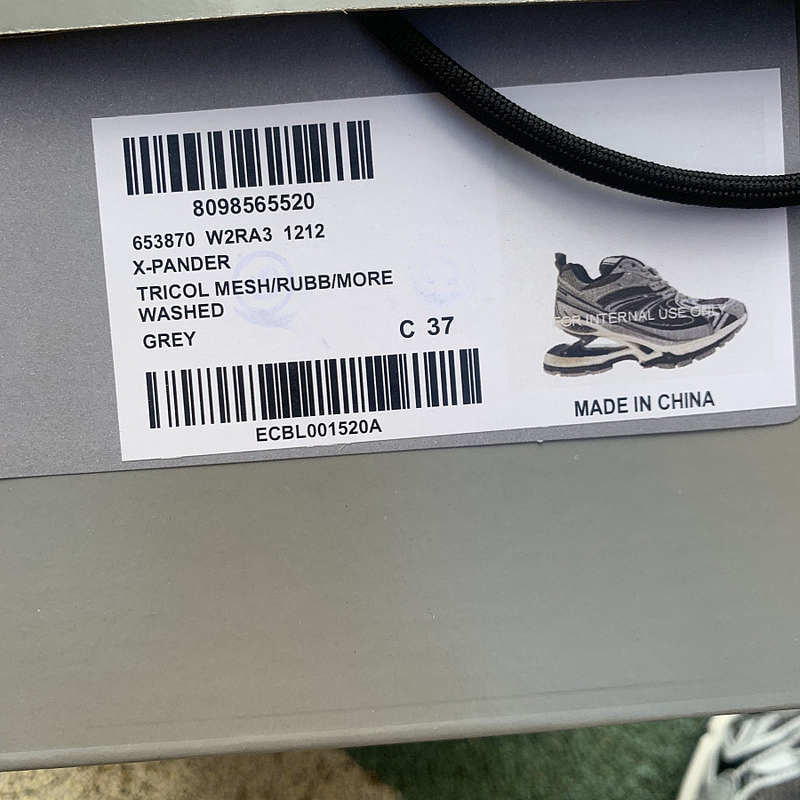 8098565520
653870 W2RA3 1212
X-PANDER
TRICOL MESH/RUBB/MORE
WASHED
GREY
C 37
ECBL001520A
FOR INTERNAL USE ONLY
MADE IN CHINA